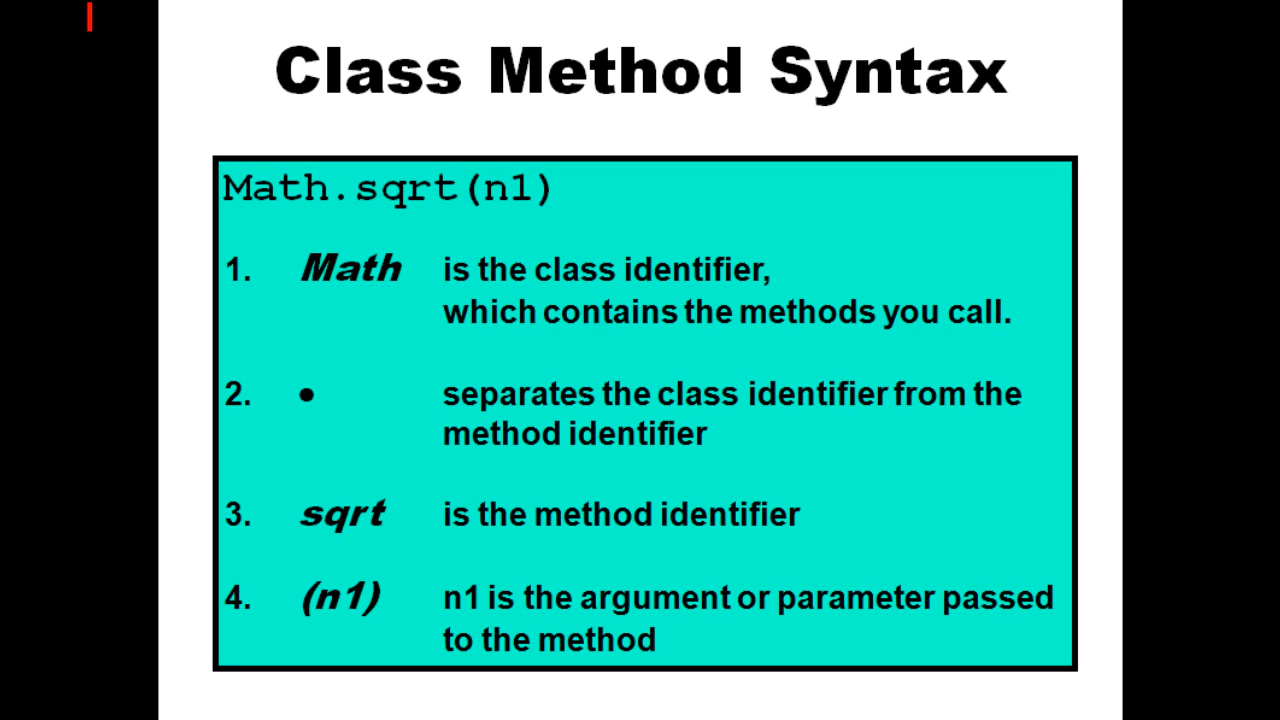 Class Method Syntax
Math.sqrt(n1)
1. Math is the class identifier,
which contains the methods you call.
2. • separates the class identifier from the
method identifier
3. sqrt is the method identifier
4. (n1) n1 is the argument or parameter passed
to the method